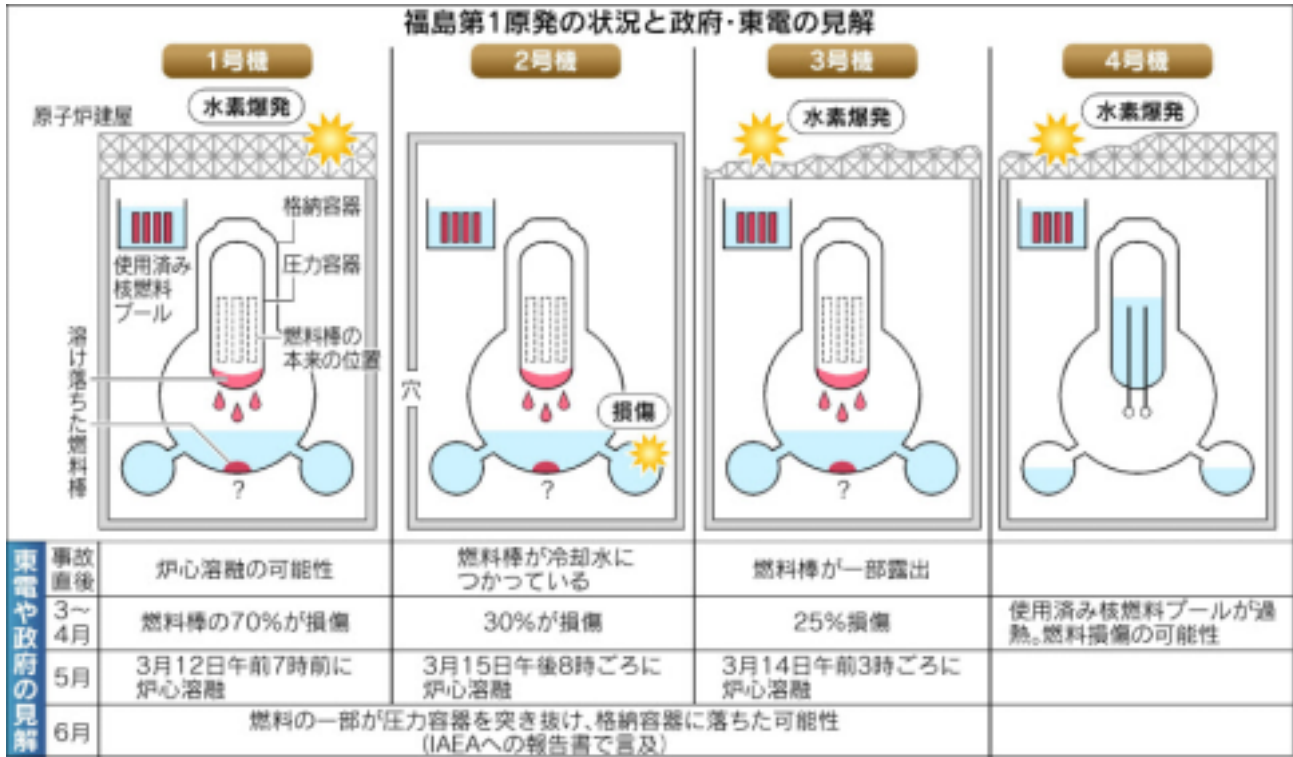 福島第1原発の状況と政府・東電の見解
1号機
2号機
3号機
4号機
原子炉建屋
水素爆発
水素爆発
水素爆発
格納容器
圧力容器
使用済み
核燃料
プール
燃料棒の
本来の位置
溶け落ちた燃料棒
穴
損傷
?
?
?
東電や政府の見解
事故
直後
炉心溶融の可能性
燃料棒が冷却水に
つかっている
燃料棒が一部露出
3〜
4月
燃料棒の70%が損傷
30%が損傷
25%損傷
使用済み核燃料プールが過
熱。燃料損傷の可能性
5月
3月12日午前7時前に
炉心溶融
3月15日午後8時ごろに
炉心溶融
3月14日午前3時ごろに
炉心溶融
6月
燃料の一部が圧力容器を突き抜け、格納容器に落ちた可能性
(IAEAへの報告書で言及)